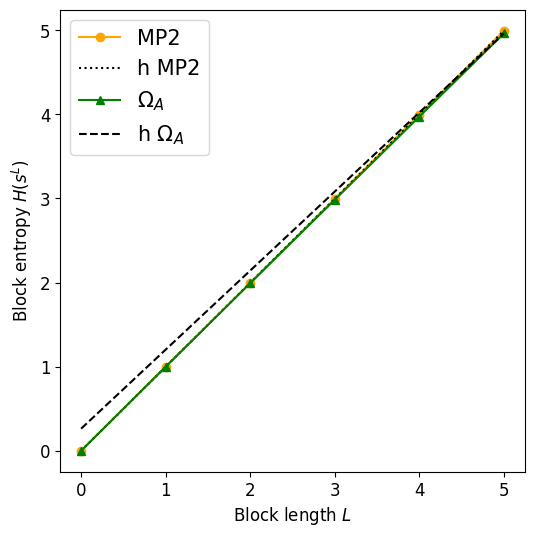 MP2
h MP2
Ω_A
h Ω_A
5
4
3
2
1
0
Block entropy H(s^L)
0 1 2 3 4 5
Block length L